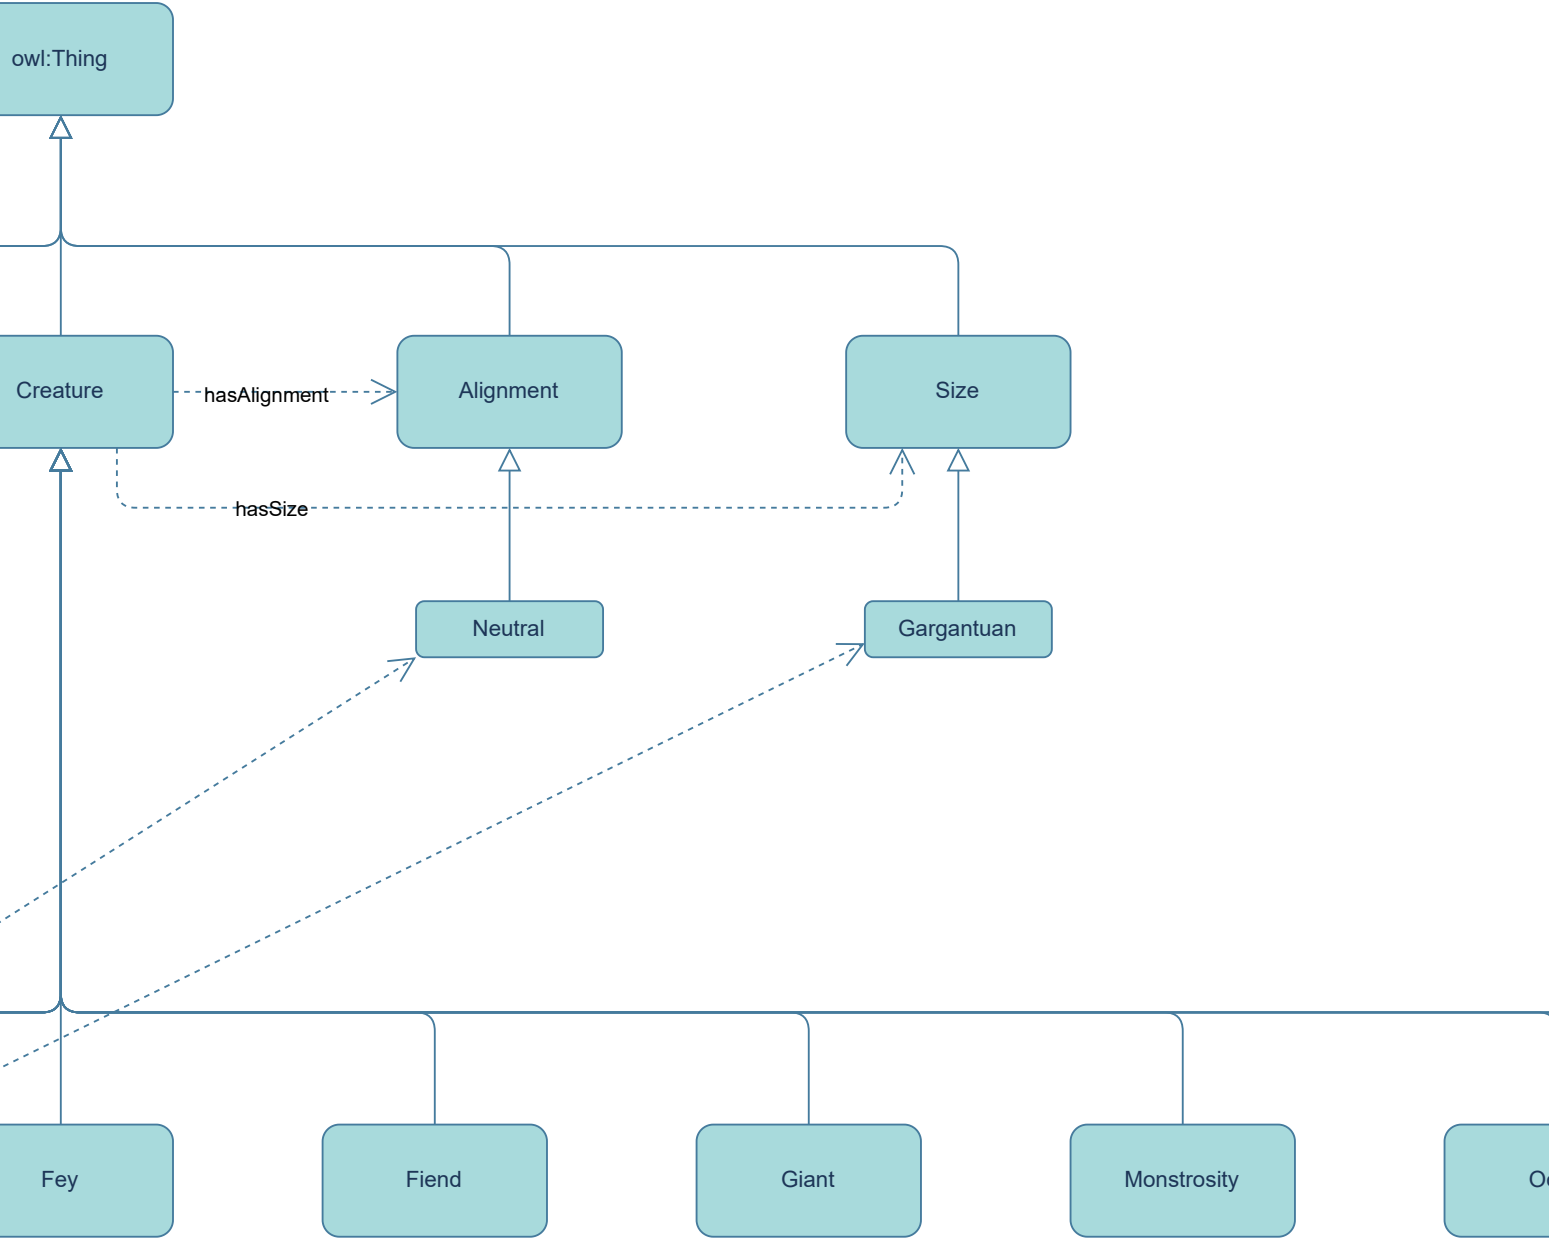 owl:Thing
Creature
hasAlignment
Alignment
Size
hasSize
Neutral
Gargantuan
Fey
Fiend
Giant
Monstrosity